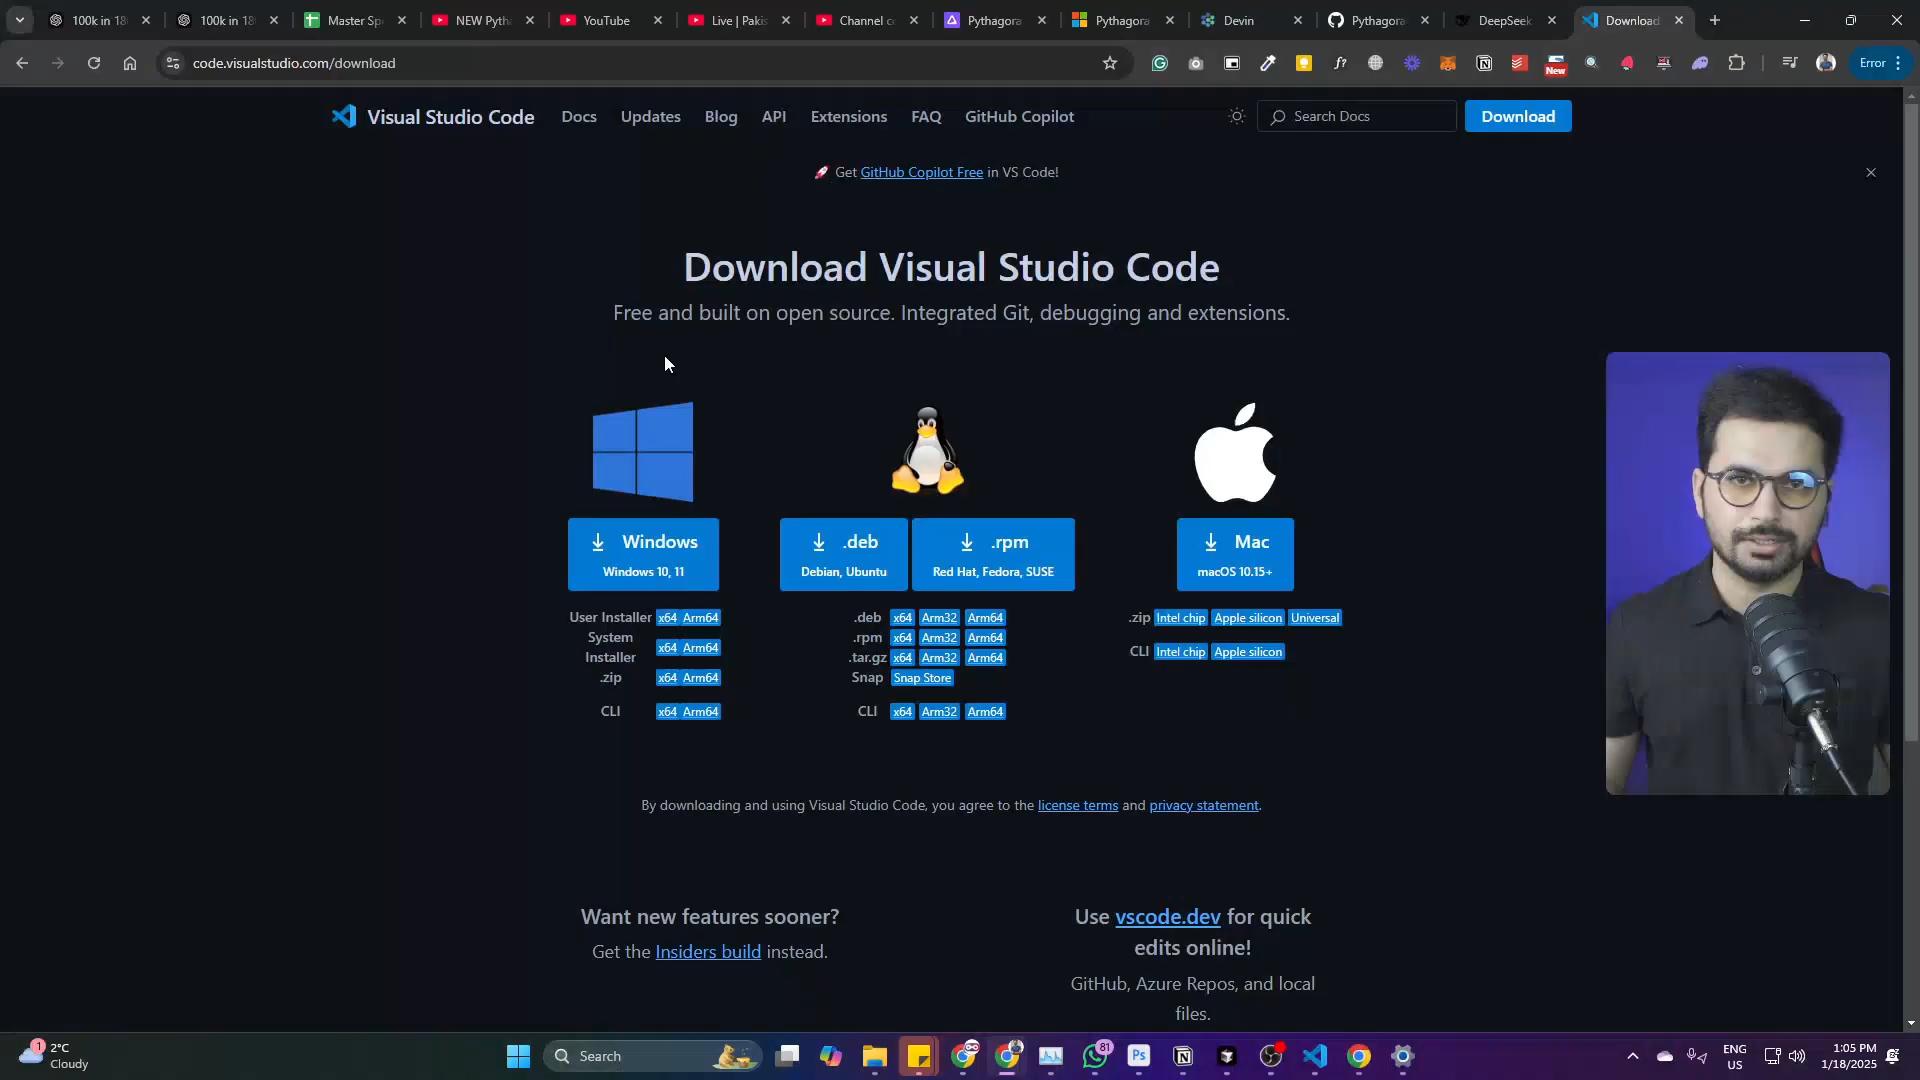 100k in 18
100k in 18
Master Sp
NEW Pyth
YouTube
Live | Pakis
Channel c
Pythagora
Pythagora
Devin
Pythagora
DeepSeek
Download
code.visualstudio.com/download
New
Error
Visual Studio Code
Docs
Updates
Blog
API
Extensions
FAQ
GitHub Copilot
Search Docs
Download
🚀 Get GitHub Copilot Free in VS Code!
Download Visual Studio Code
Free and built on open source. Integrated Git, debugging and extensions.
Windows
Windows 10, 11
.deb
Debian, Ubuntu
.rpm
Red Hat, Fedora, SUSE
Mac
macOS 10.15+
User Installer x64 Arm64
System Installer x64 Arm64
.zip x64 Arm64
CLI x64 Arm64
.deb x64 Arm32 Arm64
.rpm x64 Arm32 Arm64
.tar.gz x64 Arm32 Arm64
Snap Snap Store
CLI x64 Arm32 Arm64
.zip Intel chip Apple silicon Universal
CLI Intel chip Apple silicon
By downloading and using Visual Studio Code, you agree to the license terms and privacy statement.
Want new features sooner?
Get the Insiders build instead.
Use vscode.dev for quick
edits online!
GitHub, Azure Repos, and local
files.
1
2°C
Cloudy
Search
81
Ps
ENG
US
1:05 PM
1/18/2025